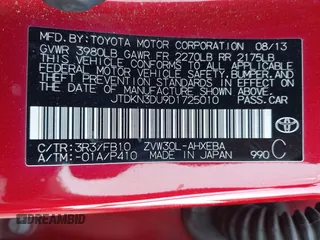 MFD. BY: TOYOTA MOTOR CORPORATION 08/13
GVWR 3980LB GAWR FR 2270LB RR 2175LB
THIS VEHICLE CONFORMS TO ALL APPLICABLE
FEDERAL MOTOR VEHICLE SAFETY, BUMPER, AND
THEFT PREVENTION STANDARDS IN EFFECT ON
THE DATE OF MANUFACTURE SHOWN ABOVE.
JTDKN3DU9D1725010 PASS. CAR
C/TR: 3R3/FB10 ZVW30L-AHXEBA
A/TM: -01A/P410 MADE IN JAPAN 990 C
TOYOTA
DREAMBID